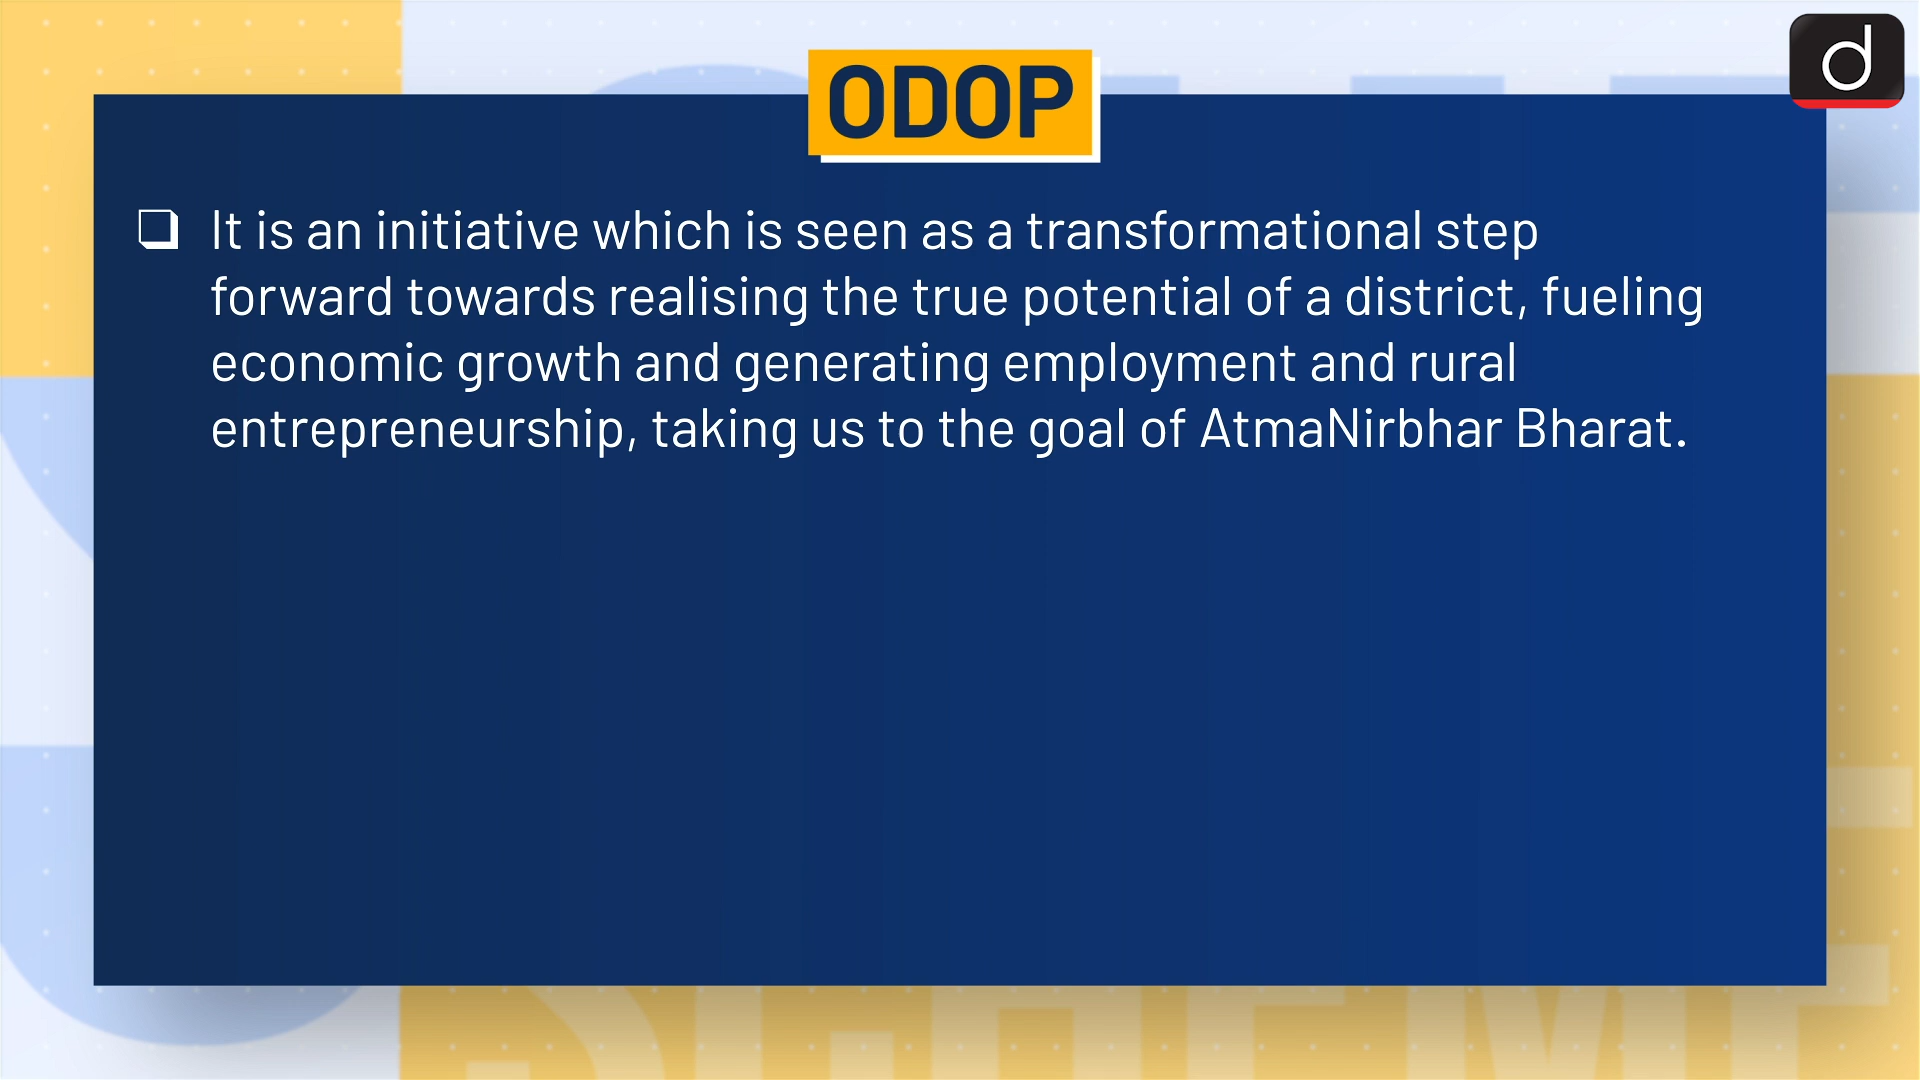 ODOP
d
❑ It is an initiative which is seen as a transformational step
forward towards realising the true potential of a district, fueling
economic growth and generating employment and rural
entrepreneurship, taking us to the goal of AtmaNirbhar Bharat.
SCHEME